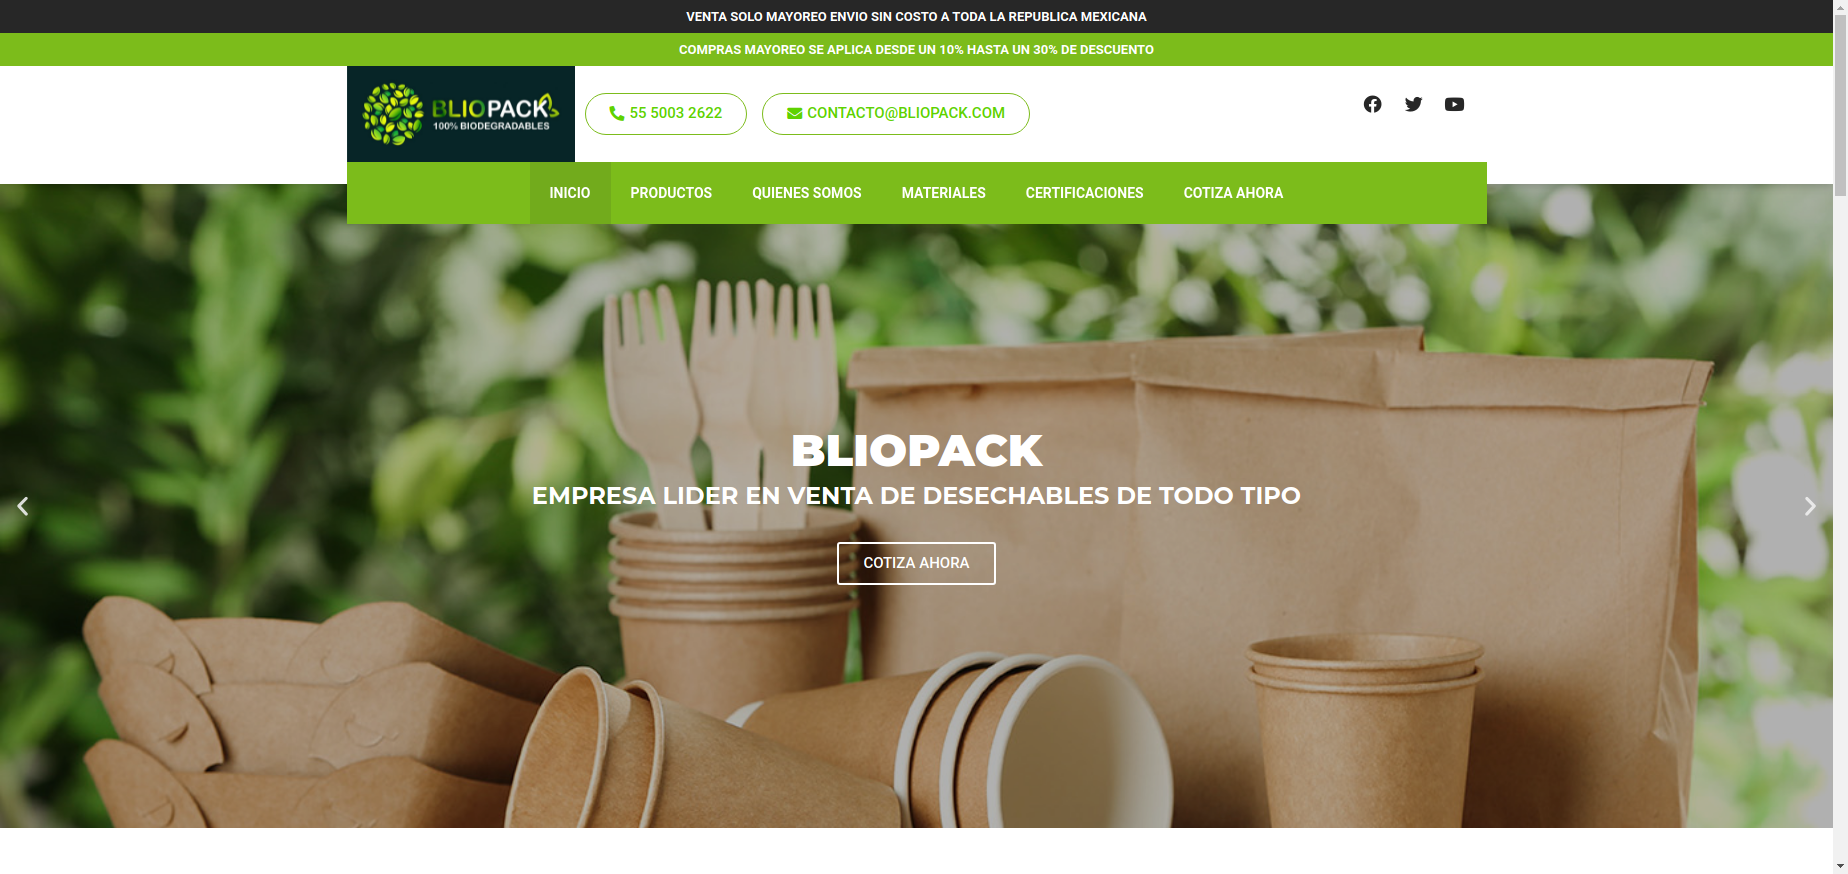 VENTA SOLO MAYOREO ENVIO SIN COSTO A TODA LA REPUBLICA MEXICANA
COMPRAS MAYOREO SE APLICA DESDE UN 10% HASTA UN 30% DE DESCUENTO
BLIOPACK
100% BIODEGRADABLES
55 5003 2622
CONTACTO@BLIOPACK.COM
INICIO PRODUCTOS QUIENES SOMOS MATERIALES CERTIFICACIONES COTIZA AHORA
BLIOPACK
EMPRESA LIDER EN VENTA DE DESECHABLES DE TODO TIPO
COTIZA AHORA